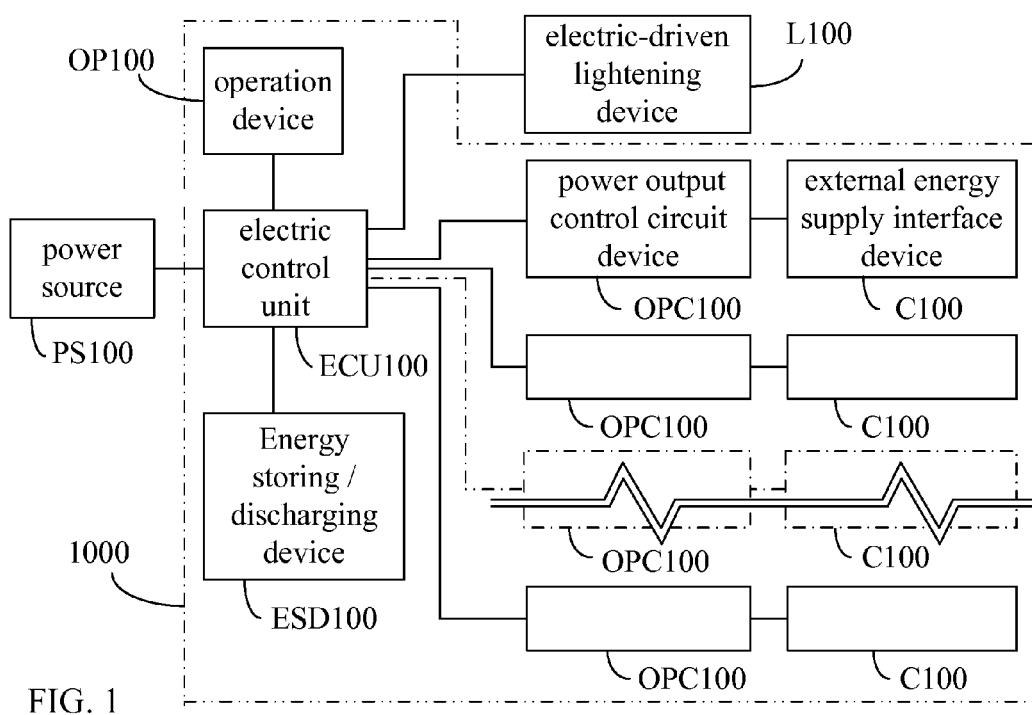 OP100
operation
device
electric-driven
lightening
device
L100
power
source
PS100
electric
control
unit
ECU100
power output
control circuit
device
OPC100
external energy
supply interface
device
C100
OPC100
C100
Energy
storing /
discharging
device
ESD100
1000
OPC100
C100
OPC100
C100
FIG. 1